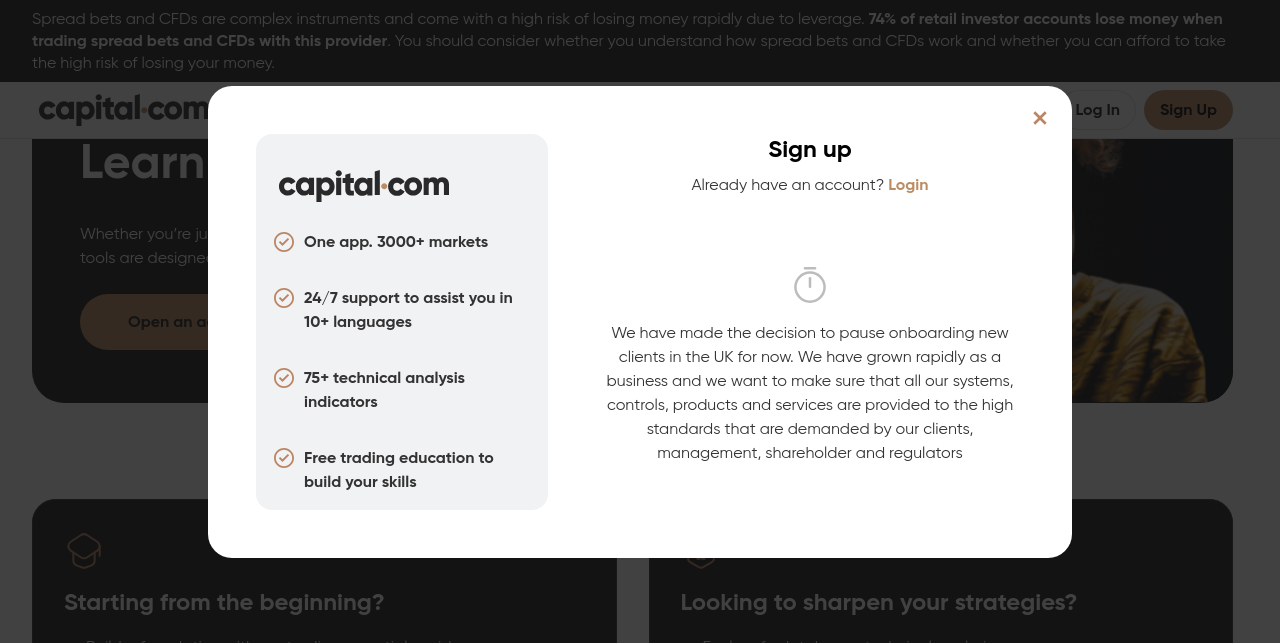 Spread bets and CFDs are complex instruments and come with a high risk of losing money rapidly due to leverage. 74% of retail investor accounts lose money when
trading spread bets and CFDs with this provider. You should consider whether you understand how spread bets and CFDs work and whether you can afford to take
the high risk of losing your money.
capital.com
Log In
Sign Up
Learn
Whether you're
tools are
Open an
capital.com
One app. 3000+ markets
24/7 support to assist you in
10+ languages
75+ technical analysis
indicators
Free trading education to
build your skills
Sign up
Already have an account? Login
We have made the decision to pause onboarding new
clients in the UK for now. We have grown rapidly as a
business and we want to make sure that all our systems,
controls, products and services are provided to the high
standards that are demanded by our clients,
management, shareholder and regulators
Starting from the beginning?
Looking to sharpen your strategies?